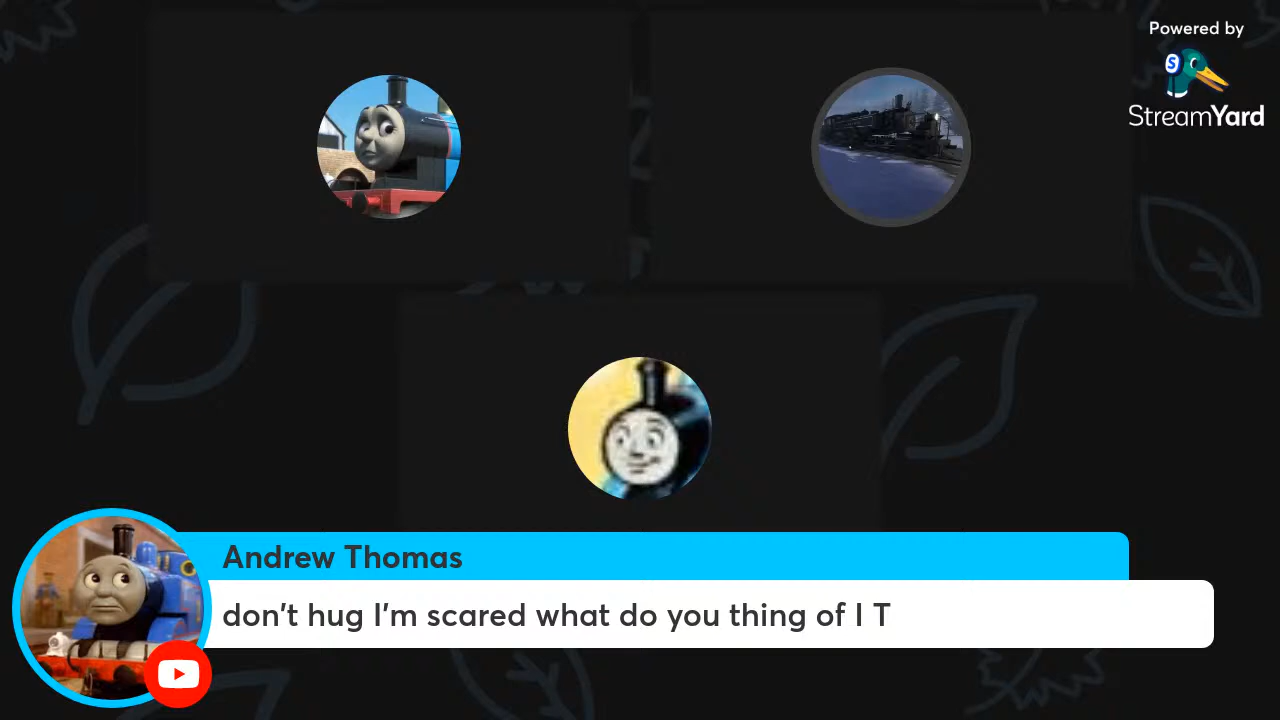 Powered by
S
StreamYard
Andrew Thomas
don't hug I'm scared what do you thing of I T